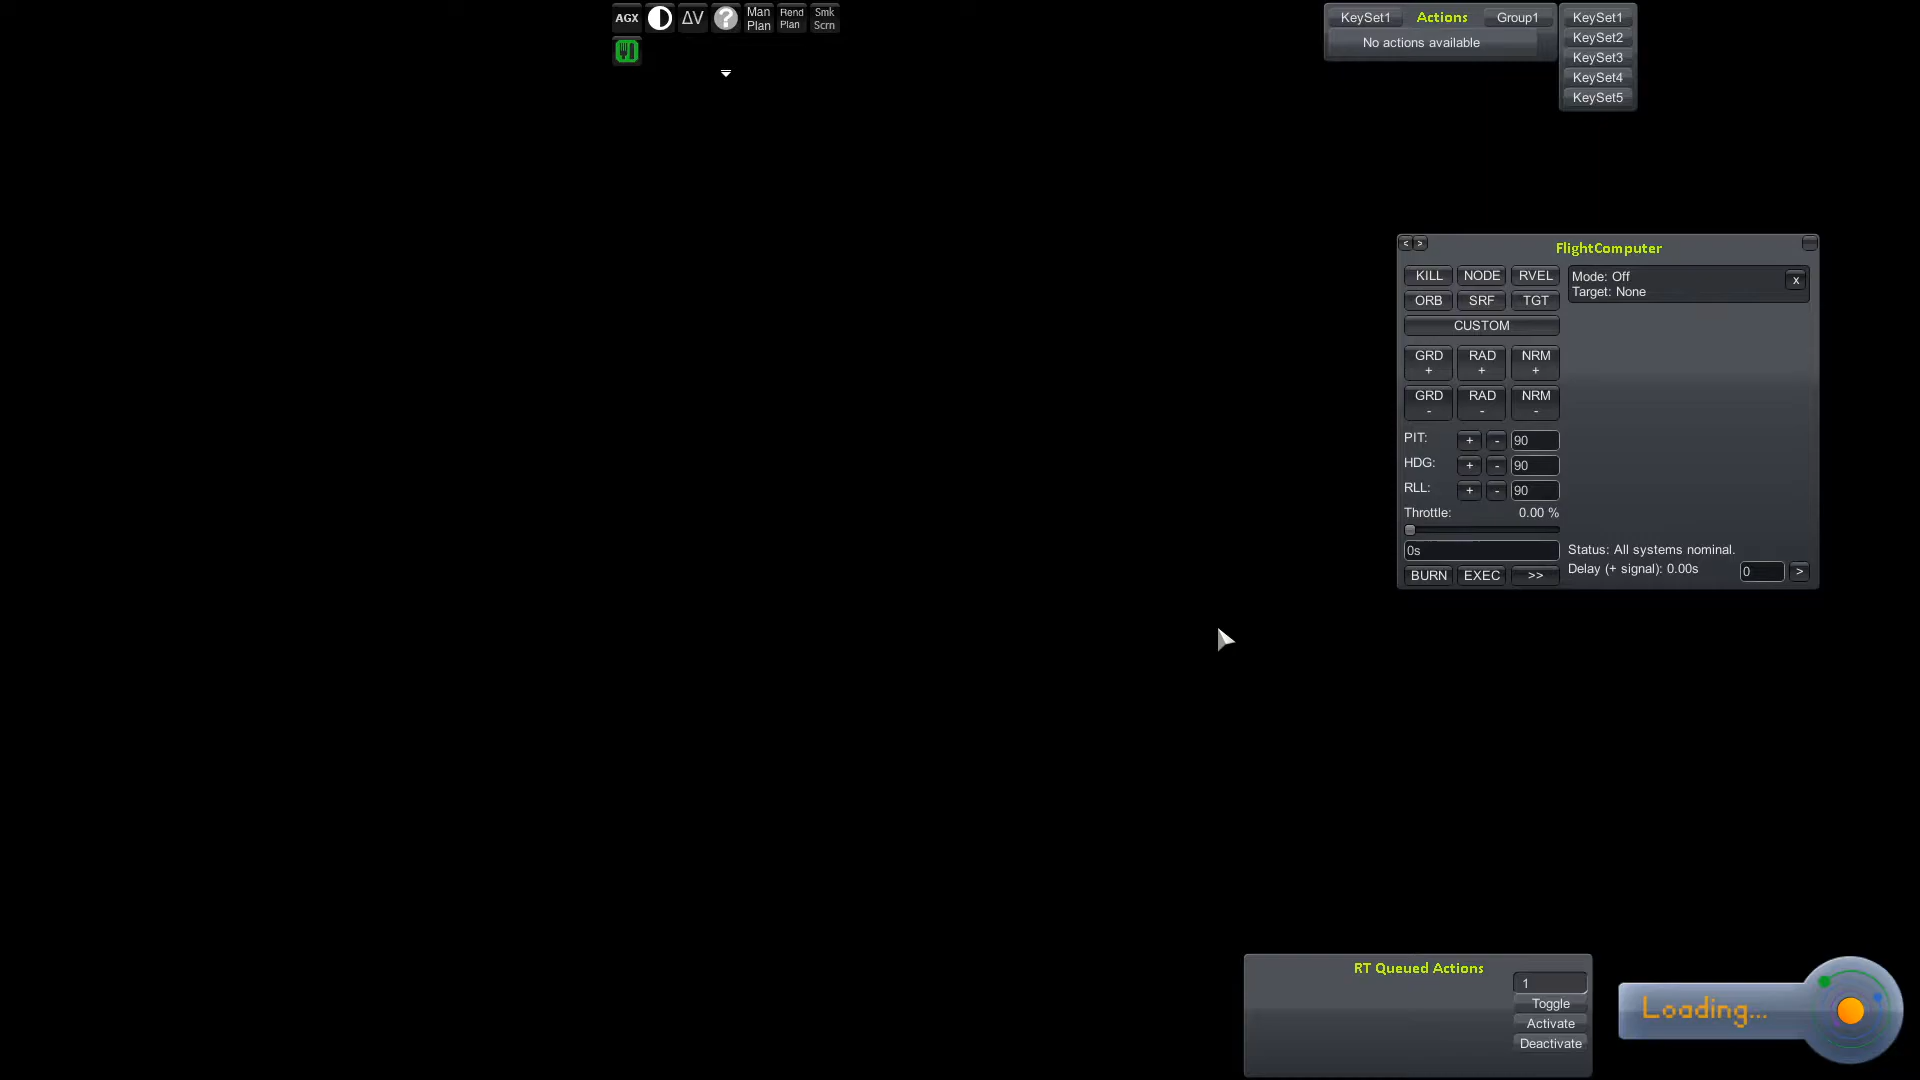 AGX ΔV ? Man Plan Rend Plan Smk Scrn
KeySet1 Actions Group1
No actions available
KeySet1
KeySet2
KeySet3
KeySet4
KeySet5
< > FlightComputer
KILL NODE RVEL
ORB SRF TGT
CUSTOM
GRD + RAD + NRM +
GRD - RAD - NRM -
PIT: + - 90
HDG: + - 90
RLL: + - 90
Throttle: 0.00 %
0s
BURN EXEC >>
Mode: Off
Target: None
x
Status: All systems nominal.
Delay (+ signal): 0.00s 0 >
RT Queued Actions
1
Toggle
Activate
Deactivate
Loading...